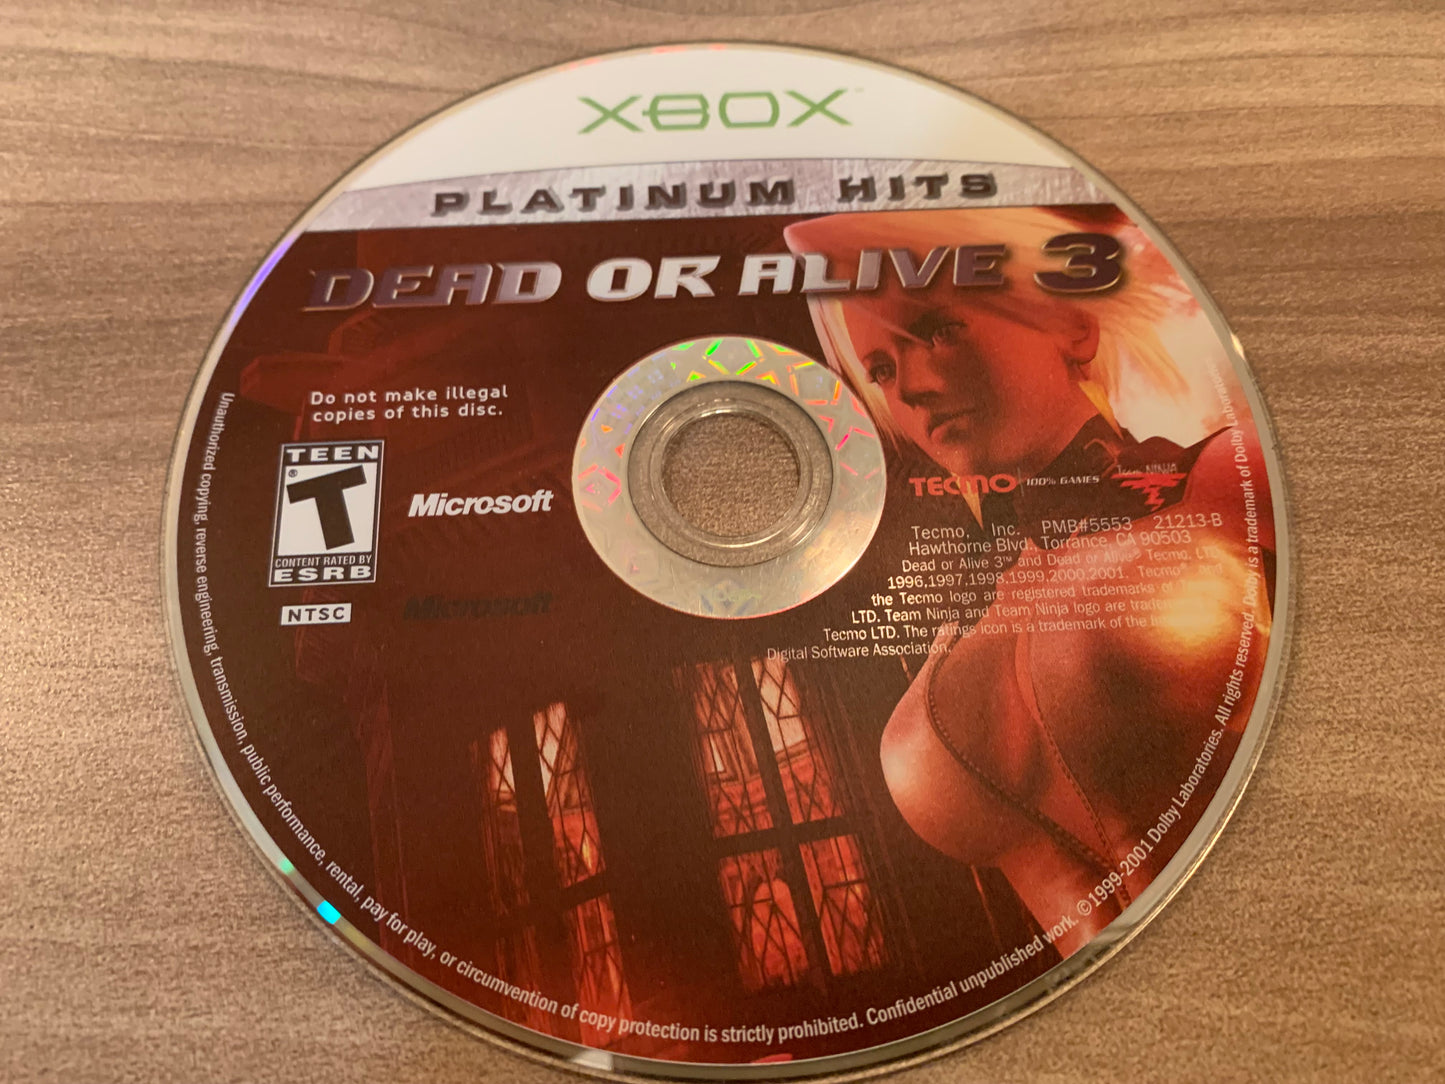 XBOX
PLATINUM HITS
DEAD OR ALIVE 3
Do not make illegal
copies of this disc.
TEEN
T
CONTENT RATED BY
ESRB
NTSC
Microsoft
Microsoft
TECMO 100% GAMES Team NINJA
Tecmo, Inc. PMB#5553 21213-B
Hawthorne Blvd., Torrance, CA 90503
Dead or Alive 3™ and Dead or Alive® Tecmo, LTD.
1996,1997,1998,1999,2000,2001. Tecmo® and
the Tecmo logo are registered trademarks of
LTD. Team Ninja and Team Ninja logo are
Tecmo LTD. The ratings icon is a trademark of the
Digital Software Association.
Unauthorized copying, reverse engineering, transmission, public performance, rental, pay for play, or circumvention of copy protection is strictly prohibited. Confidential unpublished work. ©1999-2001 Dolby Laboratories. All rights reserved. Dolby is a trademark of Dolby Laboratories.